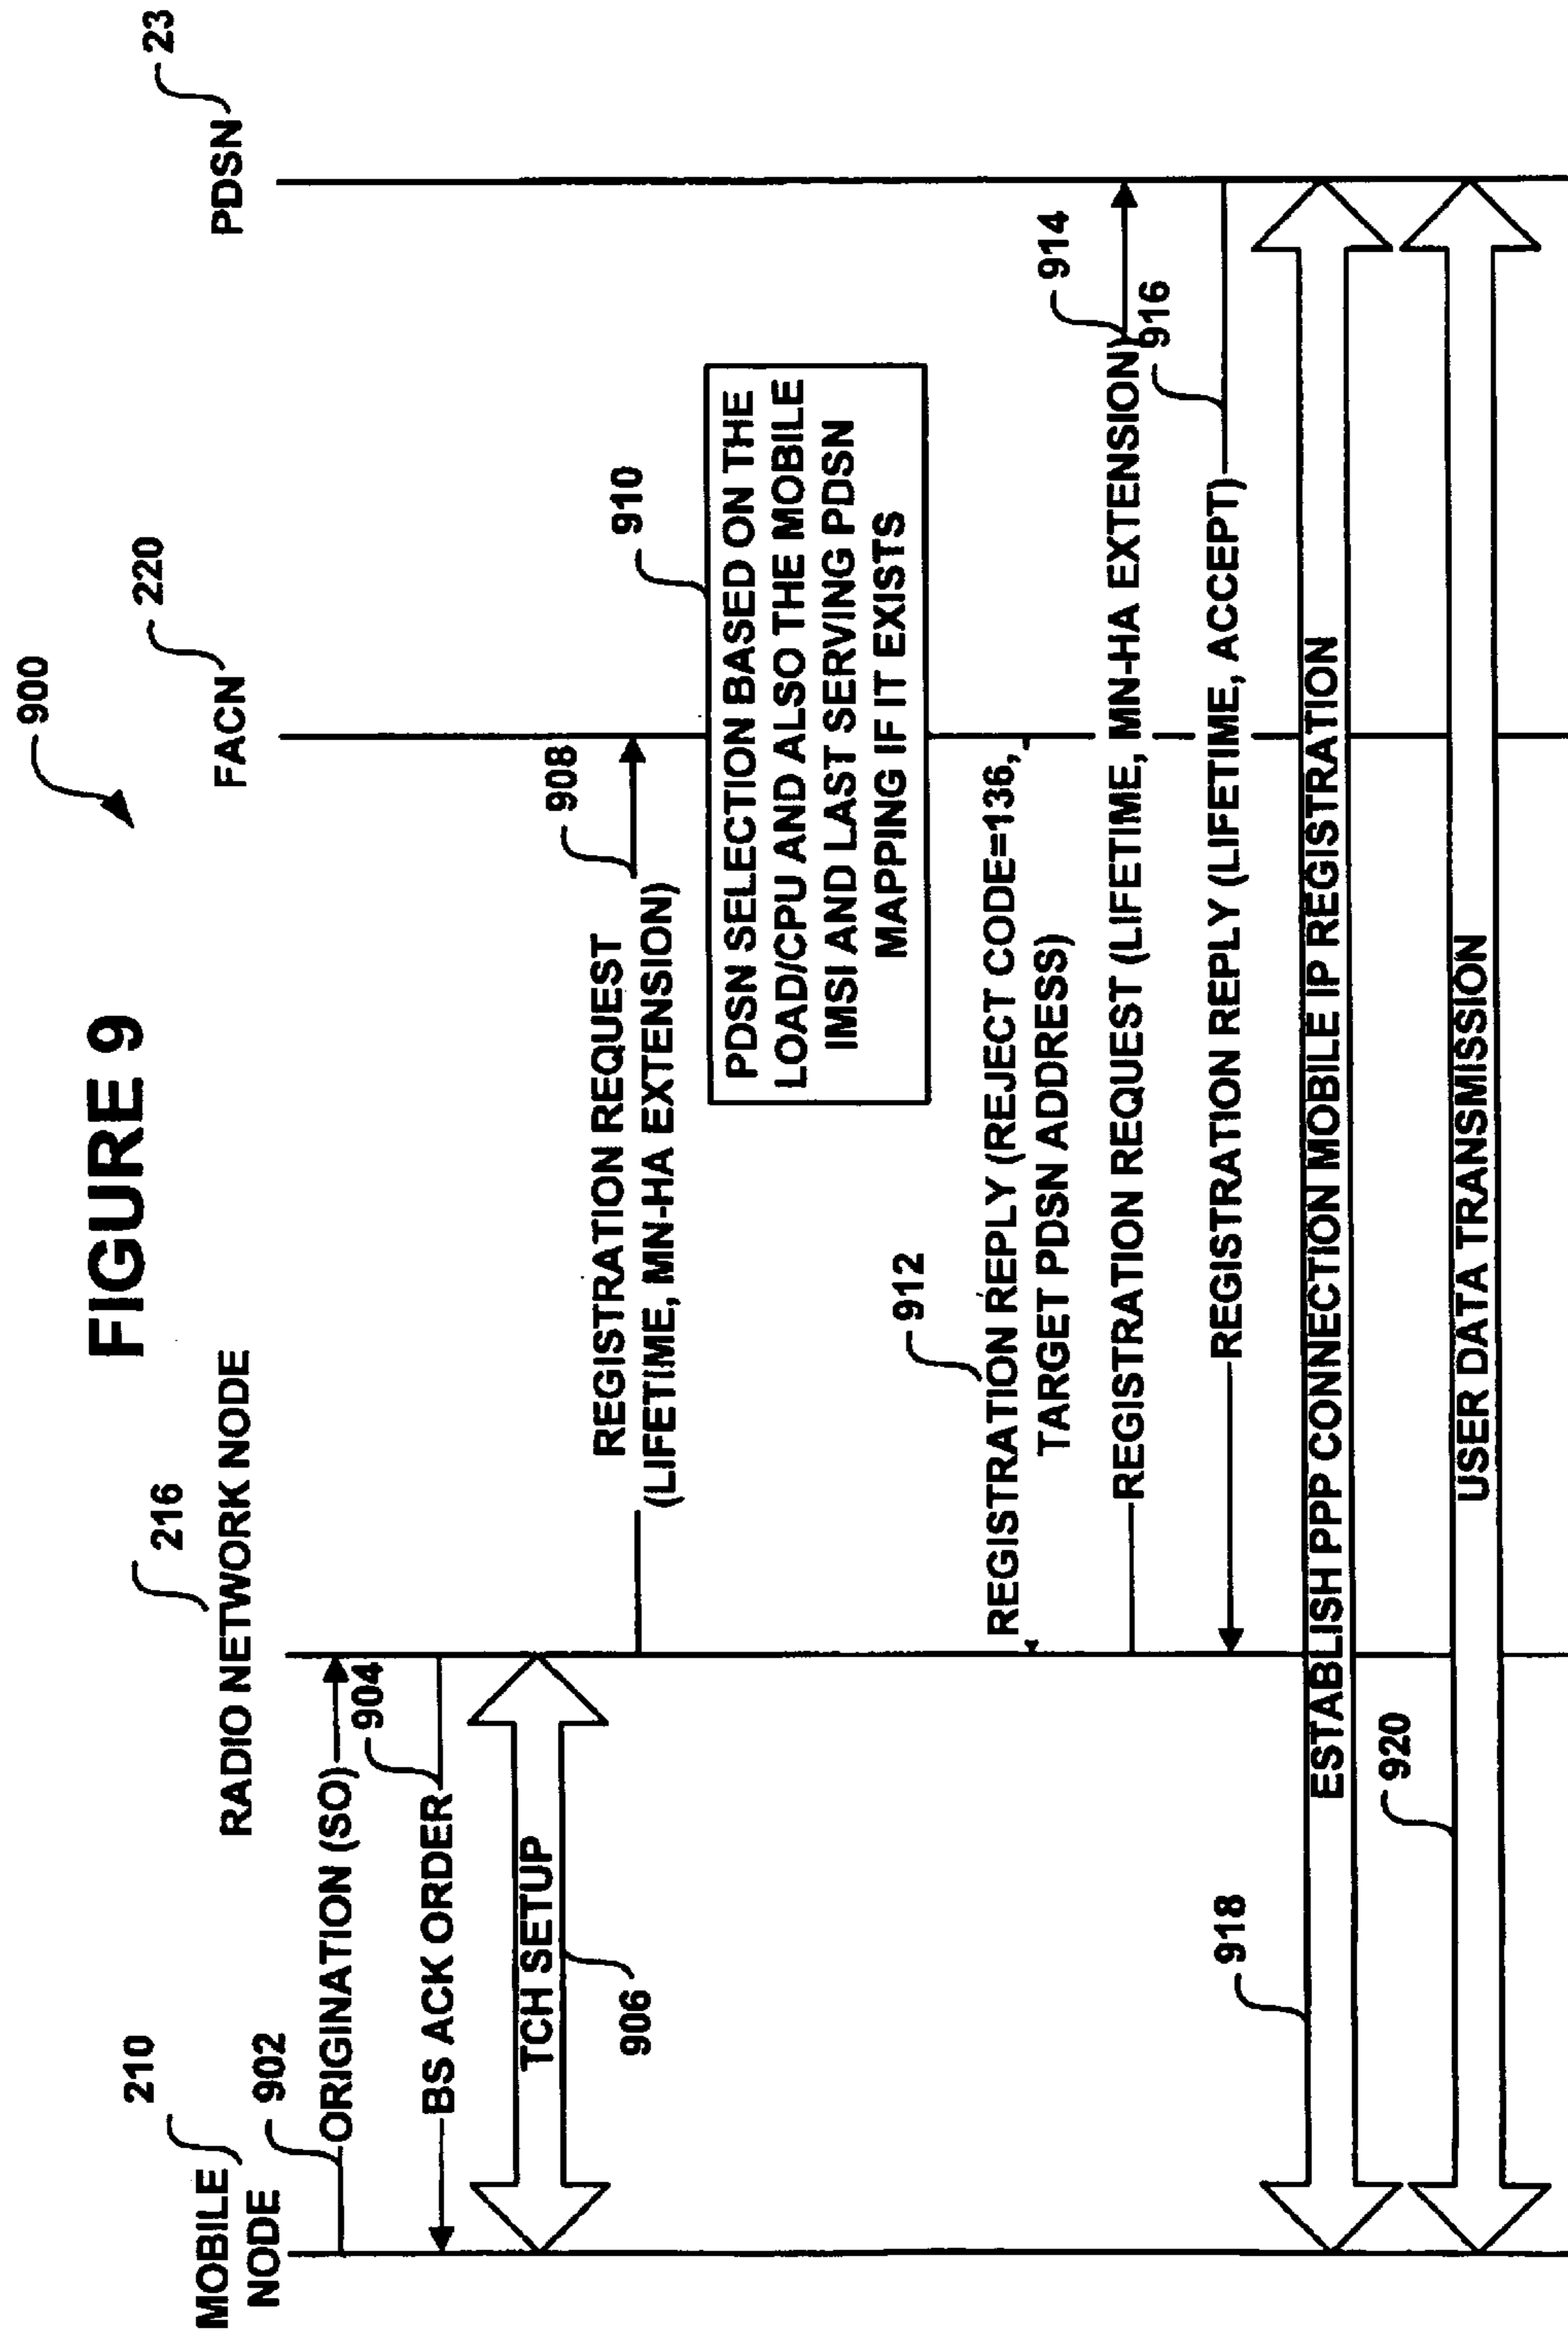 FIGURE 9
900
MOBILE
NODE
210
RADIO NETWORK NODE
216
FACN
220
PDSN
23
902
ORIGINATION (SO)
904
BS ACK ORDER
TCH SETUP
906
REGISTRATION REQUEST
(LIFETIME, MN-HA EXTENSION)
908
910
PDSN SELECTION BASED ON THE
LOAD/CPU AND ALSO THE MOBILE
IMSI AND LAST SERVING PDSN
MAPPING IF IT EXISTS
912
REGISTRATION REPLY (REJECT CODE=136,
TARGET PDSN ADDRESS)
914
REGISTRATION REQUEST (LIFETIME, MN-HA EXTENSION)
916
REGISTRATION REPLY (LIFETIME, ACCEPT)
918
ESTABLISH PPP CONNECTION MOBILE IP REGISTRATION
920
USER DATA TRANSMISSION